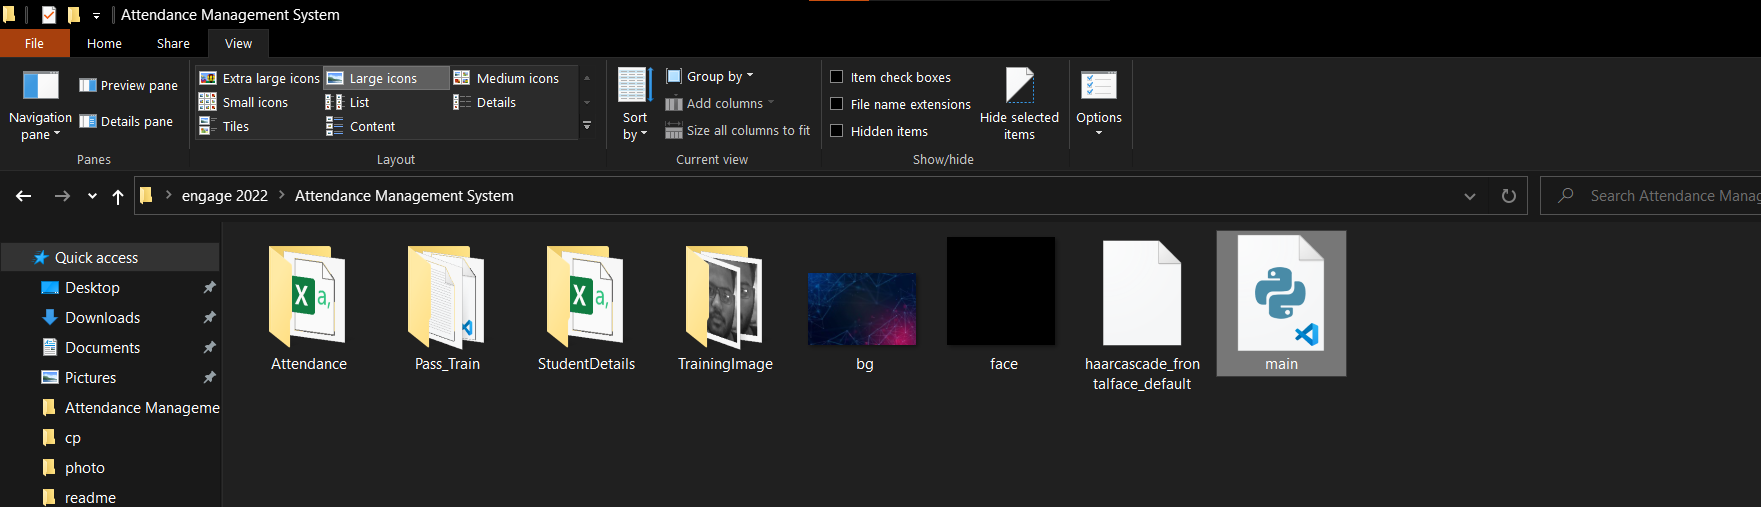 Attendance Management System
File Home Share View
Navigation pane
Preview pane
Details pane
Panes
Extra large icons Large icons Medium icons
Small icons List Details
Tiles Content
Layout
Sort by
Group by
Add columns
Size all columns to fit
Current view
Item check boxes
File name extensions
Hidden items
Hide selected items
Show/hide
Options
engage 2022 Attendance Management System
Search Attendance Manag
Quick access
Desktop
Downloads
Documents
Pictures
Attendance Manageme
cp
photo
readme
Attendance Pass_Train StudentDetails TrainingImage bg face haarcascade_fron main
talface_default